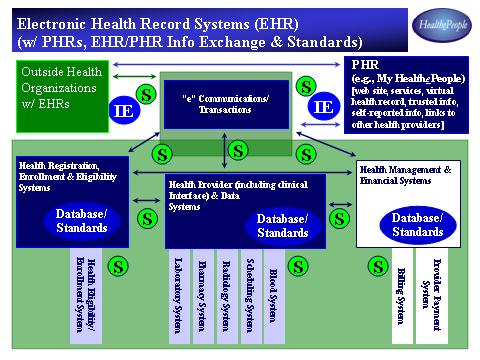 Electronic Health Record Systems (EHR)
(w/ PHRs, EHR/PHR Info Exchange & Standards)
Health<e>People
Outside Health
Organizations
w/ EHRs
S
IE
"e" Communications/
Transactions
S
IE
PHR
(e.g., My Health<e>People)
[web site, services, virtual
health record, trusted info,
self-reported info, links to
other health providers]
S
S
S
Health Registration,
Enrollment & Eligibility
Systems
Database/
Standards
S
Health Provider (including clinical
Interface) & Data
Systems
Database/
Standards
S
Health Management &
Financial Systems
Database/
Standards
S
Health Eligibility/
Enrollment System
Laboratory System
Pharmacy System
Radiology System
Scheduling System
Blood System
S
S
Billing System
Provider Payment
System